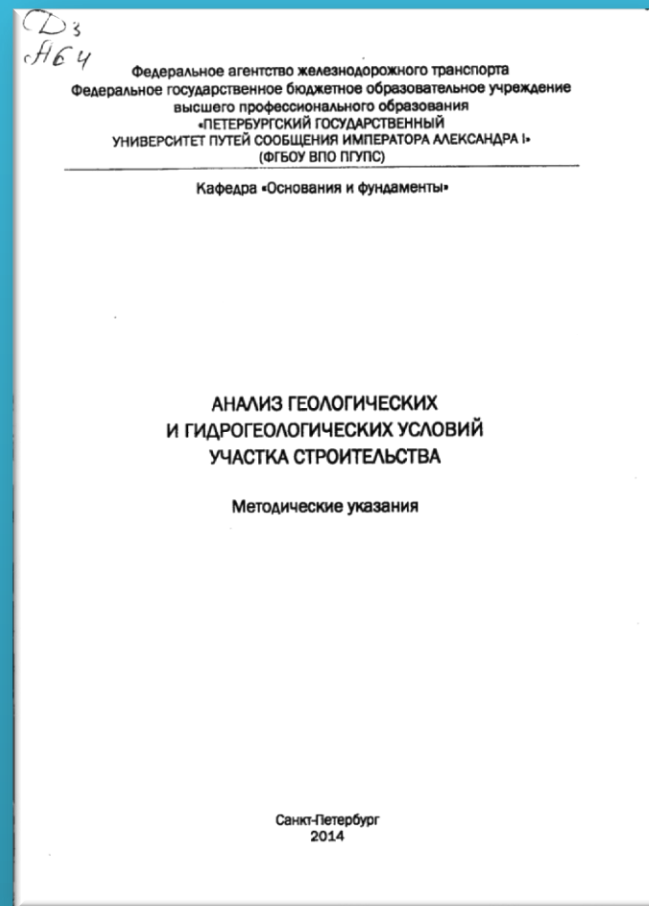 Д3
А64
Федеральное агентство железнодорожного транспорта
Федеральное государственное бюджетное образовательное учреждение
высшего профессионального образования
«ПЕТЕРБУРГСКИЙ ГОСУДАРСТВЕННЫЙ
УНИВЕРСИТЕТ ПУТЕЙ СООБЩЕНИЯ ИМПЕРАТОРА АЛЕКСАНДРА I»
(ФГБОУ ВПО ПГУПС)
Кафедра «Основания и фундаменты»
АНАЛИЗ ГЕОЛОГИЧЕСКИХ
И ГИДРОГЕОЛОГИЧЕСКИХ УСЛОВИЙ
УЧАСТКА СТРОИТЕЛЬСТВА
Методические указания
Санкт-Петербург
2014